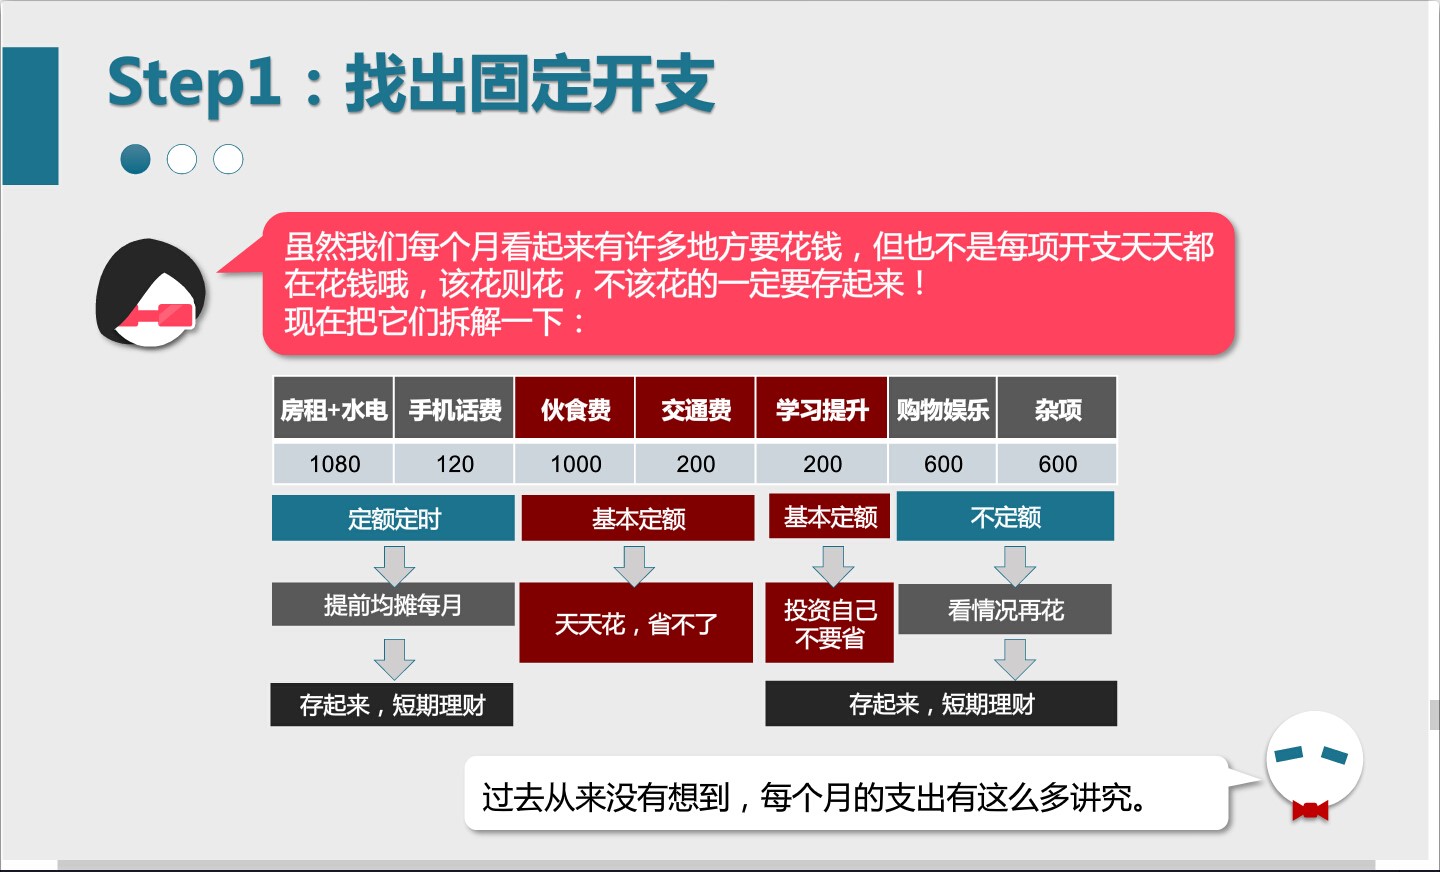 Step1：找出固定开支
虽然我们每个月看起来有许多地方要花钱，但也不是每项开支天天都
在花钱哦，该花则花，不该花的一定要存起来！
现在把它们拆解一下：
房租+水电 手机话费 伙食费 交通费 学习提升 购物娱乐 杂项
1080 120 1000 200 200 600 600
定额定时 基本定额 基本定额 不定额
提前均摊每月 天天花，省不了 投资自己 看情况再花
不要省
存起来，短期理财 存起来，短期理财
过去从来没有想到，每个月的支出有这么多讲究。